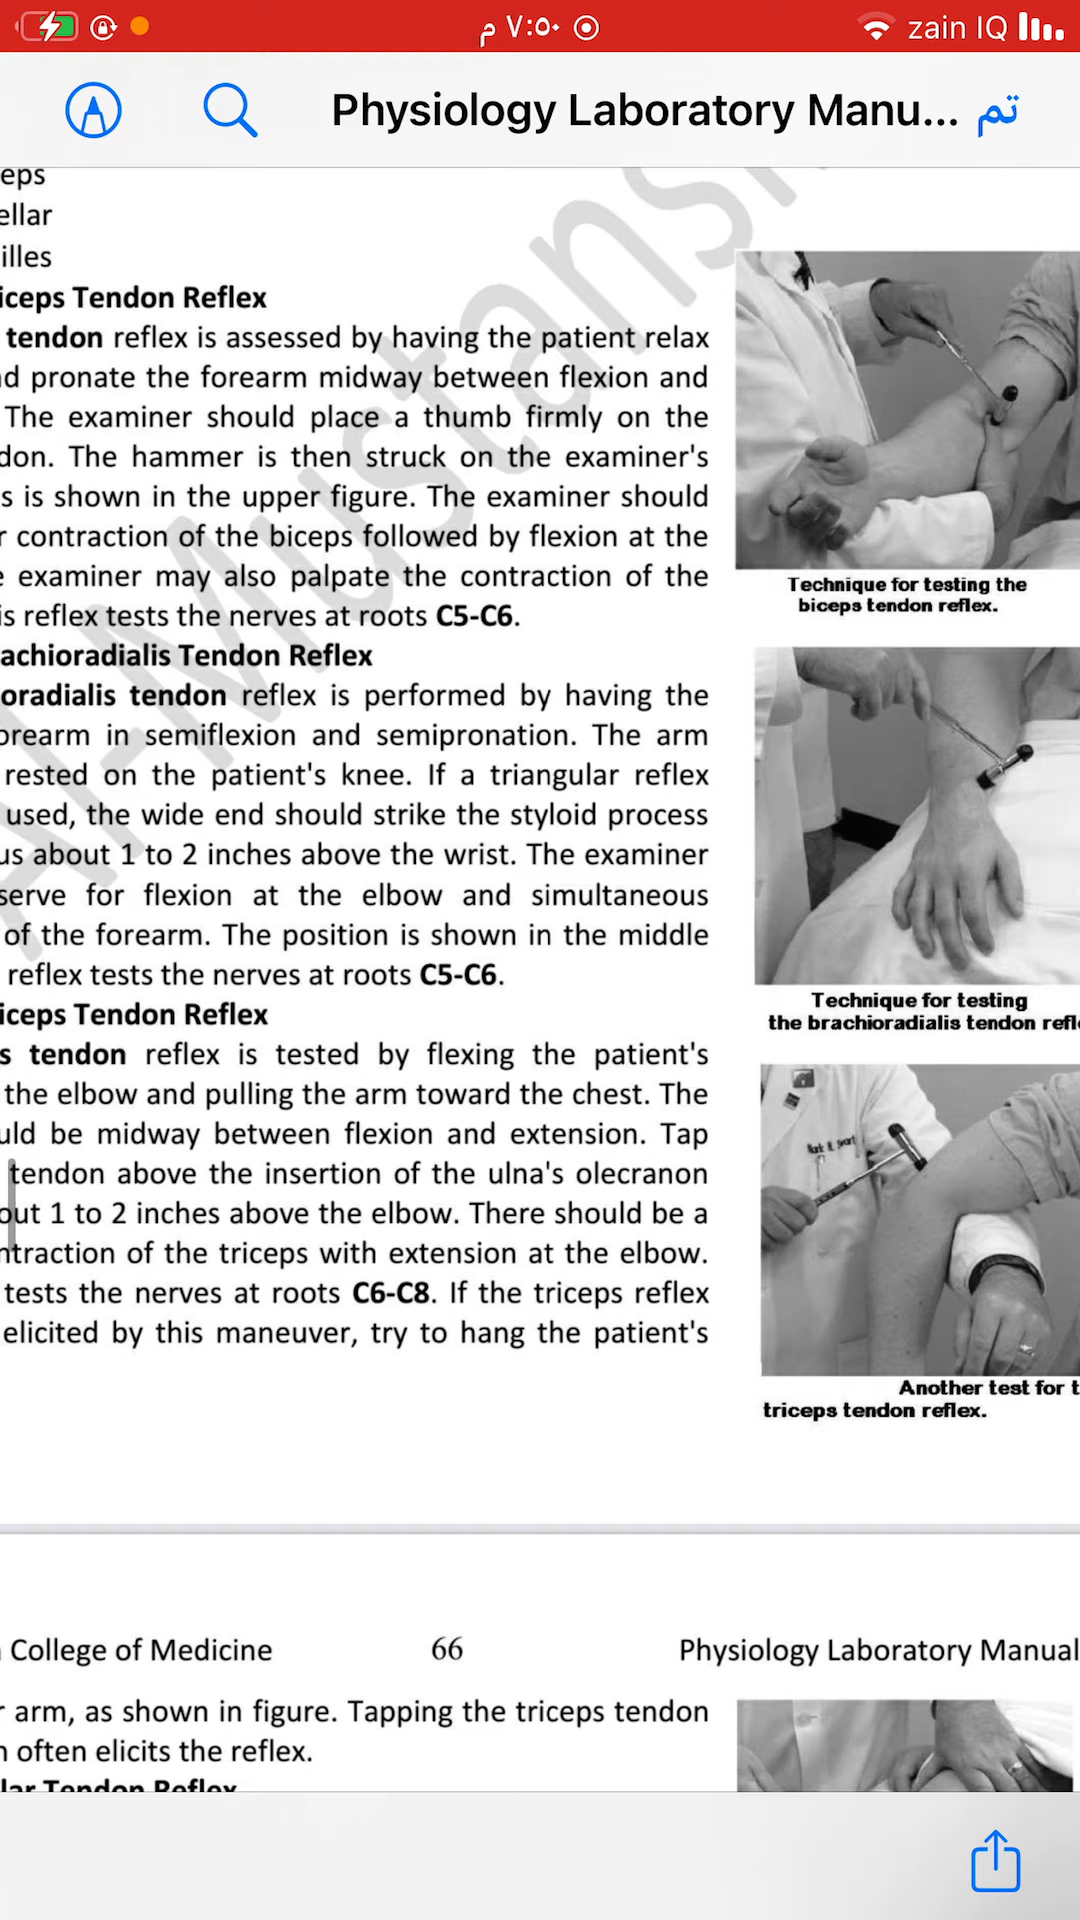 ٧:٥٠ م
zain IQ
Physiology Laboratory Manu...
تم
eps
ellar
illes
iceps Tendon Reflex
tendon reflex is assessed by having the patient relax
d pronate the forearm midway between flexion and
The examiner should place a thumb firmly on the
don. The hammer is then struck on the examiner's
s is shown in the upper figure. The examiner should
r contraction of the biceps followed by flexion at the
e examiner may also palpate the contraction of the
is reflex tests the nerves at roots C5-C6.
achioradialis Tendon Reflex
oradialis tendon reflex is performed by having the
orearm in semiflexion and semipronation. The arm
rested on the patient's knee. If a triangular reflex
used, the wide end should strike the styloid process
us about 1 to 2 inches above the wrist. The examiner
serve for flexion at the elbow and simultaneous
of the forearm. The position is shown in the middle
reflex tests the nerves at roots C5-C6.
iceps Tendon Reflex
s tendon reflex is tested by flexing the patient's
the elbow and pulling the arm toward the chest. The
uld be midway between flexion and extension. Tap
tendon above the insertion of the ulna's olecranon
out 1 to 2 inches above the elbow. There should be a
ntraction of the triceps with extension at the elbow.
tests the nerves at roots C6-C8. If the triceps reflex
elicited by this maneuver, try to hang the patient's
Technique for testing the
biceps tendon reflex.
Technique for testing
the brachioradialis tendon refle
Another test for t
triceps tendon reflex.
Al-Mustansi
College of Medicine
66
Physiology Laboratory Manual
r arm, as shown in figure. Tapping the triceps tendon
n often elicits the reflex.
lar Tendon Reflex